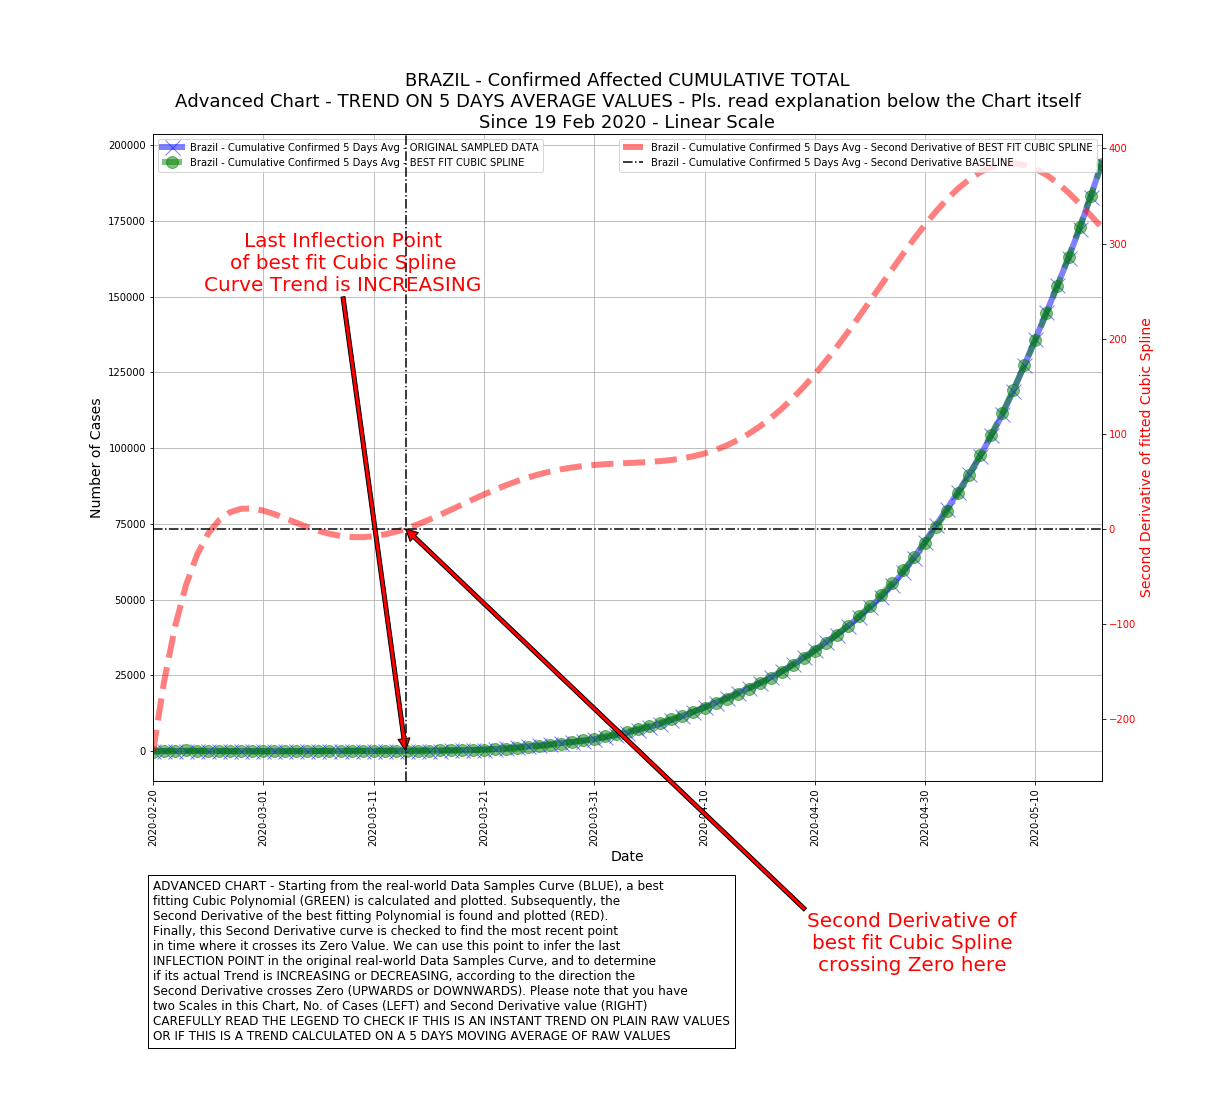 BRAZIL - Confirmed Affected CUMULATIVE TOTAL
Advanced Chart - TREND ON 5 DAYS AVERAGE VALUES - Pls. read explanation below the Chart itself
Since 19 Feb 2020 - Linear Scale
Brazil - Cumulative Confirmed 5 Days Avg - ORIGINAL SAMPLED DATA
Brazil - Cumulative Confirmed 5 Days Avg - BEST FIT CUBIC SPLINE
Brazil - Cumulative Confirmed 5 Days Avg - Second Derivative of BEST FIT CUBIC SPLINE
Brazil - Cumulative Confirmed 5 Days Avg - Second Derivative BASELINE
Last Inflection Point
of best fit Cubic Spline
Curve Trend is INCREASING
Number of Cases
200000
175000
150000
125000
100000
75000
50000
25000
0
400
300
200
100
0
−100
−200
Second Derivative of fitted Cubic Spline
2020-02-20
2020-03-01
2020-03-11
2020-03-21
2020-03-31
2020-04-10
2020-04-20
2020-04-30
2020-05-10
Date
Second Derivative of
best fit Cubic Spline
crossing Zero here
ADVANCED CHART - Starting from the real-world Data Samples Curve (BLUE), a best
fitting Cubic Polynomial (GREEN) is calculated and plotted. Subsequently, the
Second Derivative of the best fitting Polynomial is found and plotted (RED).
Finally, this Second Derivative curve is checked to find the most recent point
in time where it crosses its Zero Value. We can use this point to infer the last
INFLECTION POINT in the original real-world Data Samples Curve, and to determine
if its actual Trend is INCREASING or DECREASING, according to the direction the
Second Derivative crosses Zero (UPWARDS or DOWNWARDS). Please note that you have
two Scales in this Chart, No. of Cases (LEFT) and Second Derivative value (RIGHT)
CAREFULLY READ THE LEGEND TO CHECK IF THIS IS AN INSTANT TREND ON PLAIN RAW VALUES
OR IF THIS IS A TREND CALCULATED ON A 5 DAYS MOVING AVERAGE OF RAW VALUES